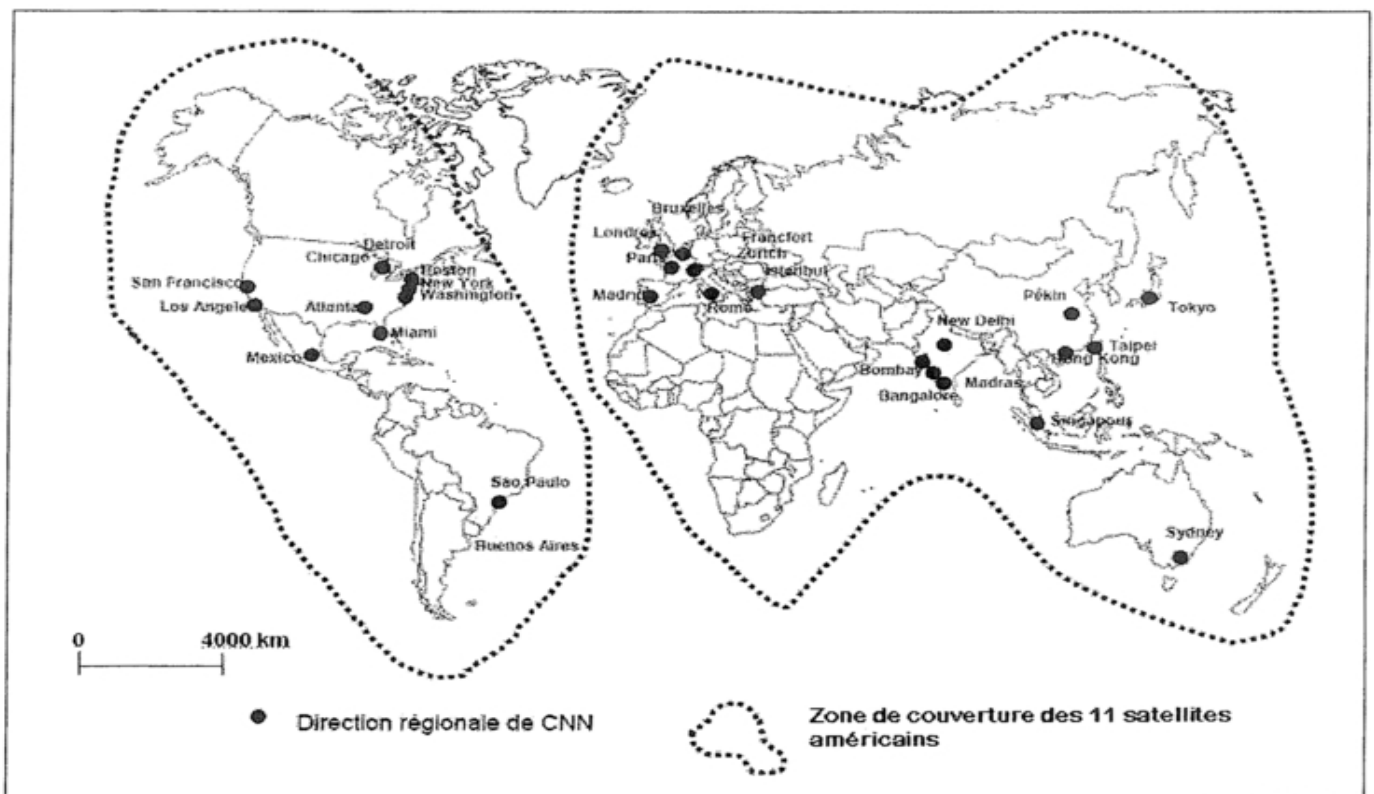 Bruxelles
Londres
Francfort
Zurich
Paris
Istanbul
Madrid
Rome
Detroit
Chicago
Boston
New York
Washington
San Francisco
Los Angele
Atlanta
Miami
Mexico
Pékin
Tokyo
New Delhi
Taipei
Hong Kong
Bombay
Madras
Bangalore
Singapour
Sao Paulo
Buenos Aires
Sydney
0 4000 km
Direction régionale de CNN
Zone de couverture des 11 satellites
américains